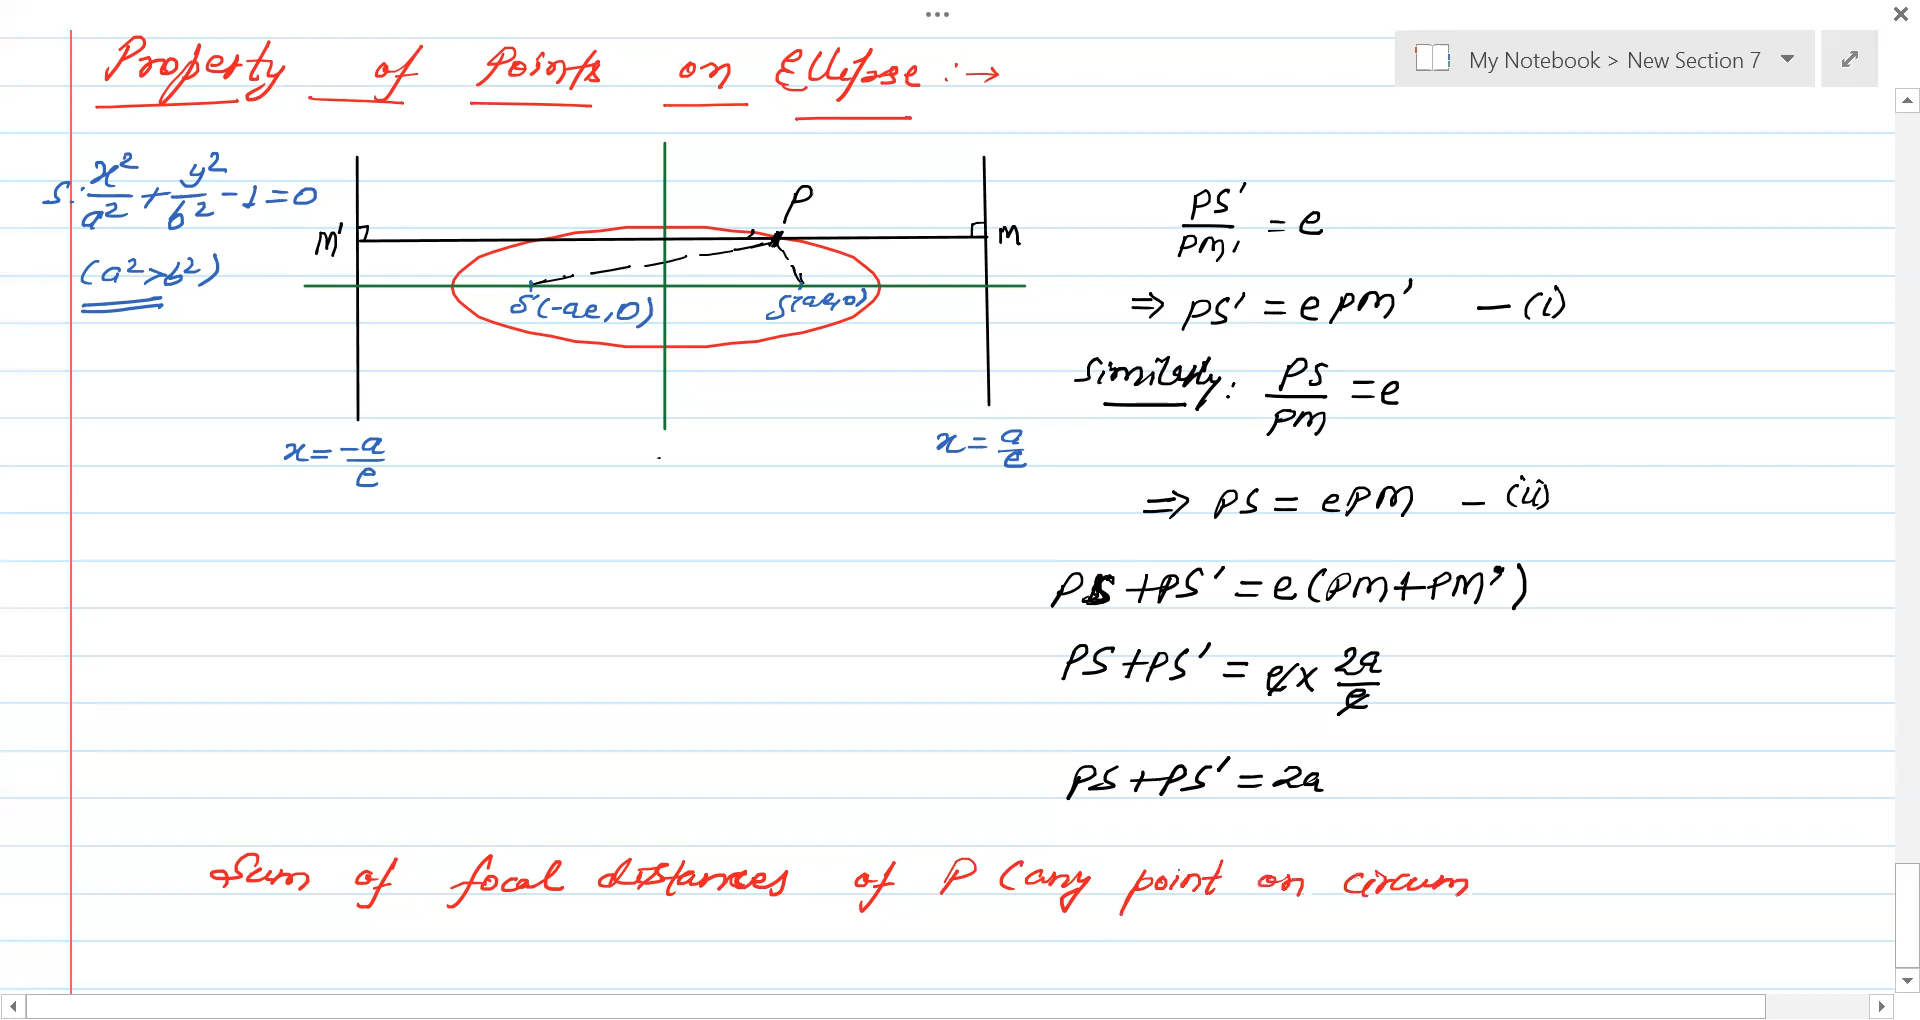 Property of Points on Ellipse :→
My Notebook > New Section 7
S: x²/a² + y²/b² - 1 = 0
(a² > b²)
P
M'
M
S'(-ae, 0)
S(ae, 0)
x = -a/e
x = a/e
PS'/PM' = e
⇒ PS' = e PM' - (i)
Similarly: PS/PM = e
⇒ PS = e PM - (ii)
PS + PS' = e (PM + PM')
PS + PS' = e × 2a/e
PS + PS' = 2a
Sum of focal distances of P (any point on circum